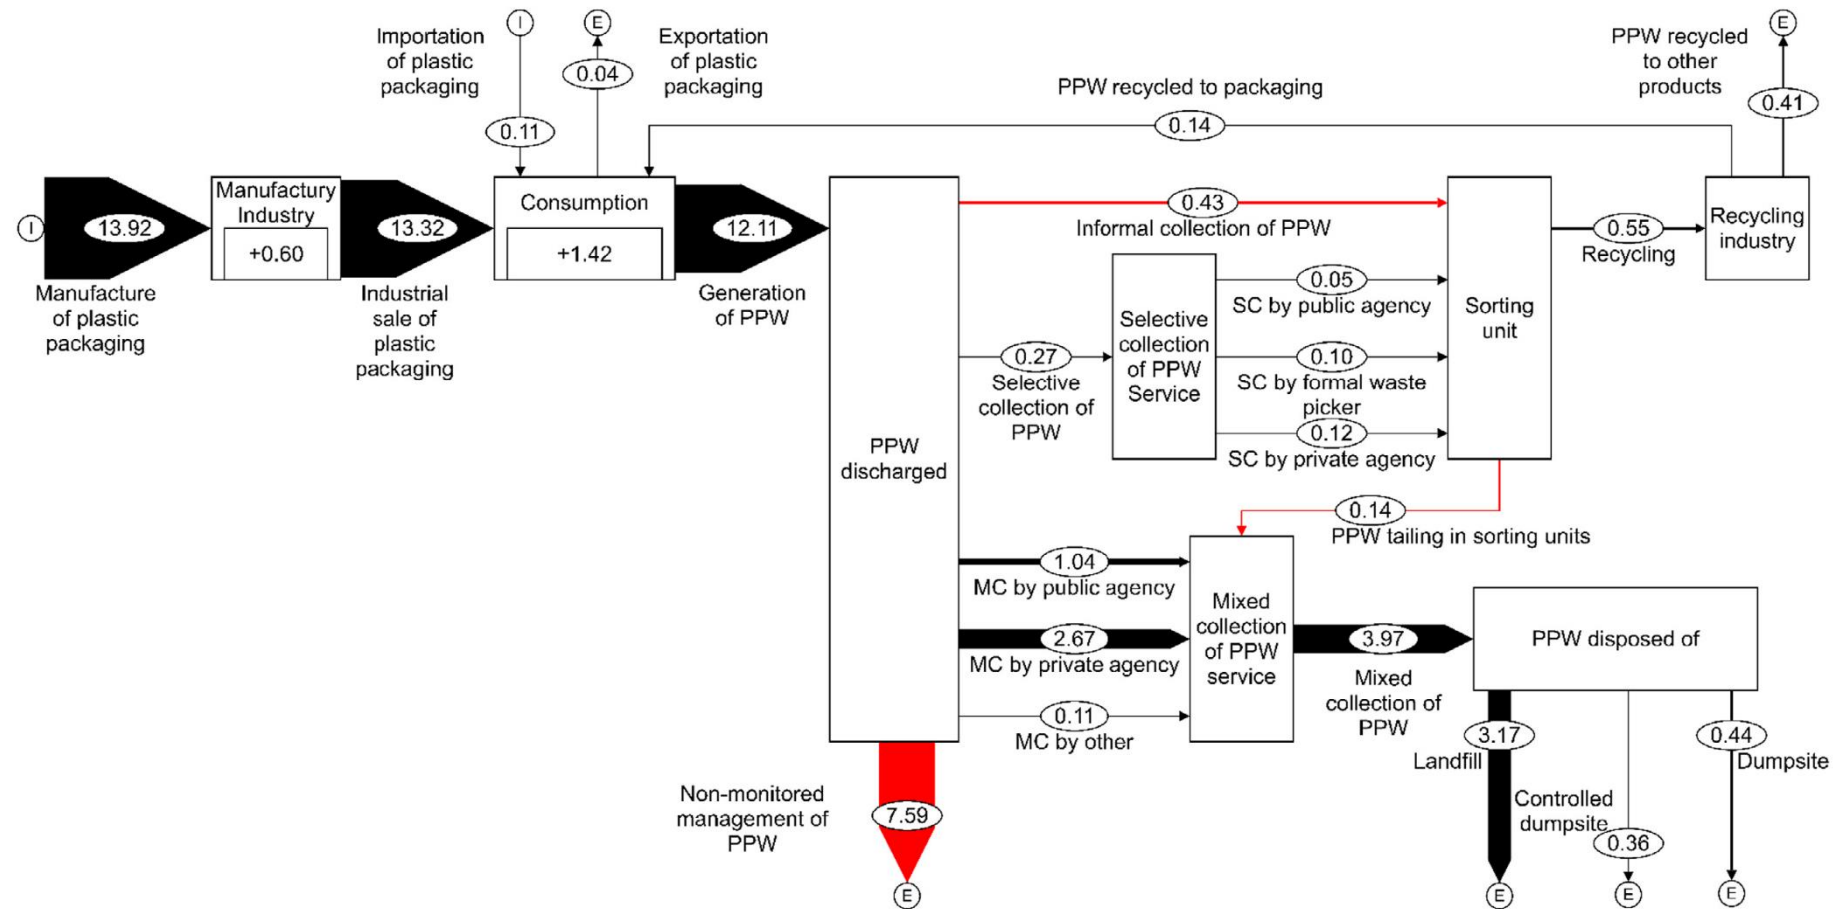 I
E
E
Importation
of plastic
packaging
Exportation
of plastic
packaging
PPW recycled
to other
products
0.04
0.11
PPW recycled to packaging
0.14
0.41
I
13.92
Manufactury
Industry
+0.60
13.32
Consumption
+1.42
12.11
Manufacture
of plastic
packaging
Industrial
sale of
plastic
packaging
Generation
of PPW
PPW
discharged
0.43
Informal collection of PPW
0.27
Selective
collection of
PPW
Selective
collection
of PPW
Service
0.05
SC by public agency
0.10
SC by formal waste
picker
0.12
SC by private agency
Sorting
unit
0.55
Recycling
Recycling
industry
0.14
PPW tailing in sorting units
1.04
MC by public agency
2.67
MC by private agency
0.11
MC by other
Mixed
collection
of PPW
service
3.97
Mixed
collection of
PPW
PPW disposed of
3.17
Landfill
Controlled
dumpsite
0.36
0.44
Dumpsite
Non-monitored
management of
PPW
7.59
E
E
E
E